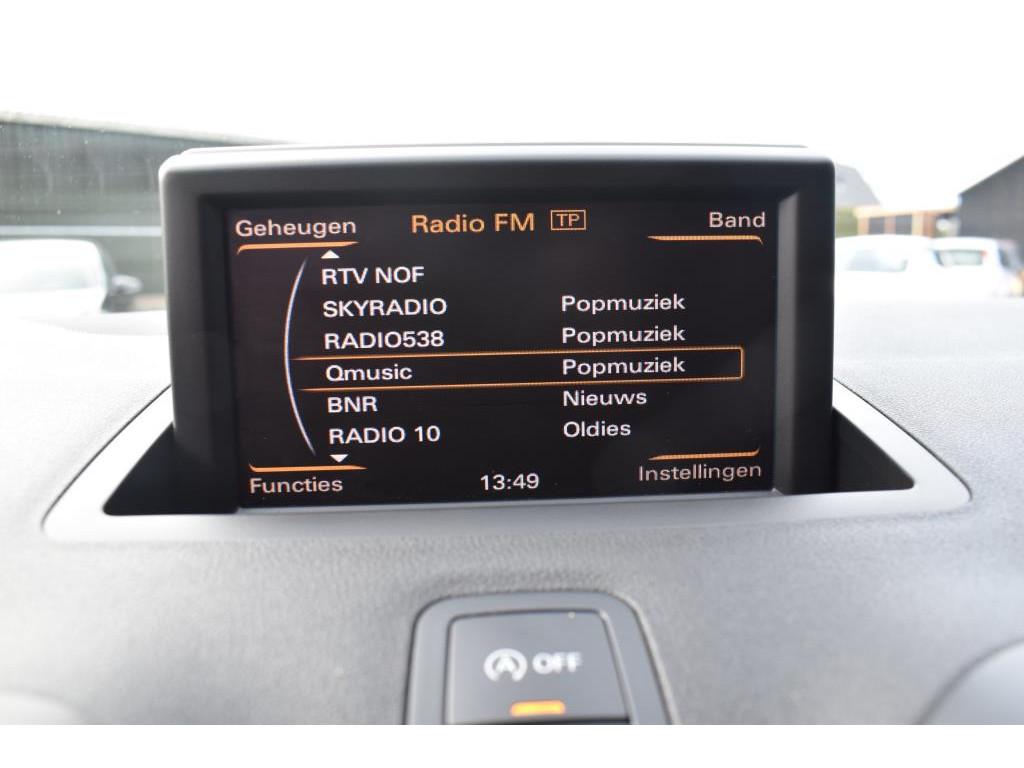 Geheugen Radio FM TP Band
RTV NOF
SKYRADIO Popmuziek
RADIO538 Popmuziek
Qmusic Popmuziek
BNR Nieuws
RADIO 10 Oldies
Functies 13:49 Instellingen
A OFF